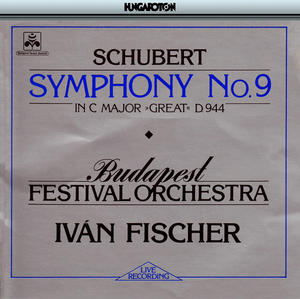 HUNGAROTON
SCHUBERT
SYMPHONY No.9
IN C MAJOR »GREAT« D 944
Budapest
FESTIVAL ORCHESTRA
IVÁN FISCHER
LIVE
RECORDING